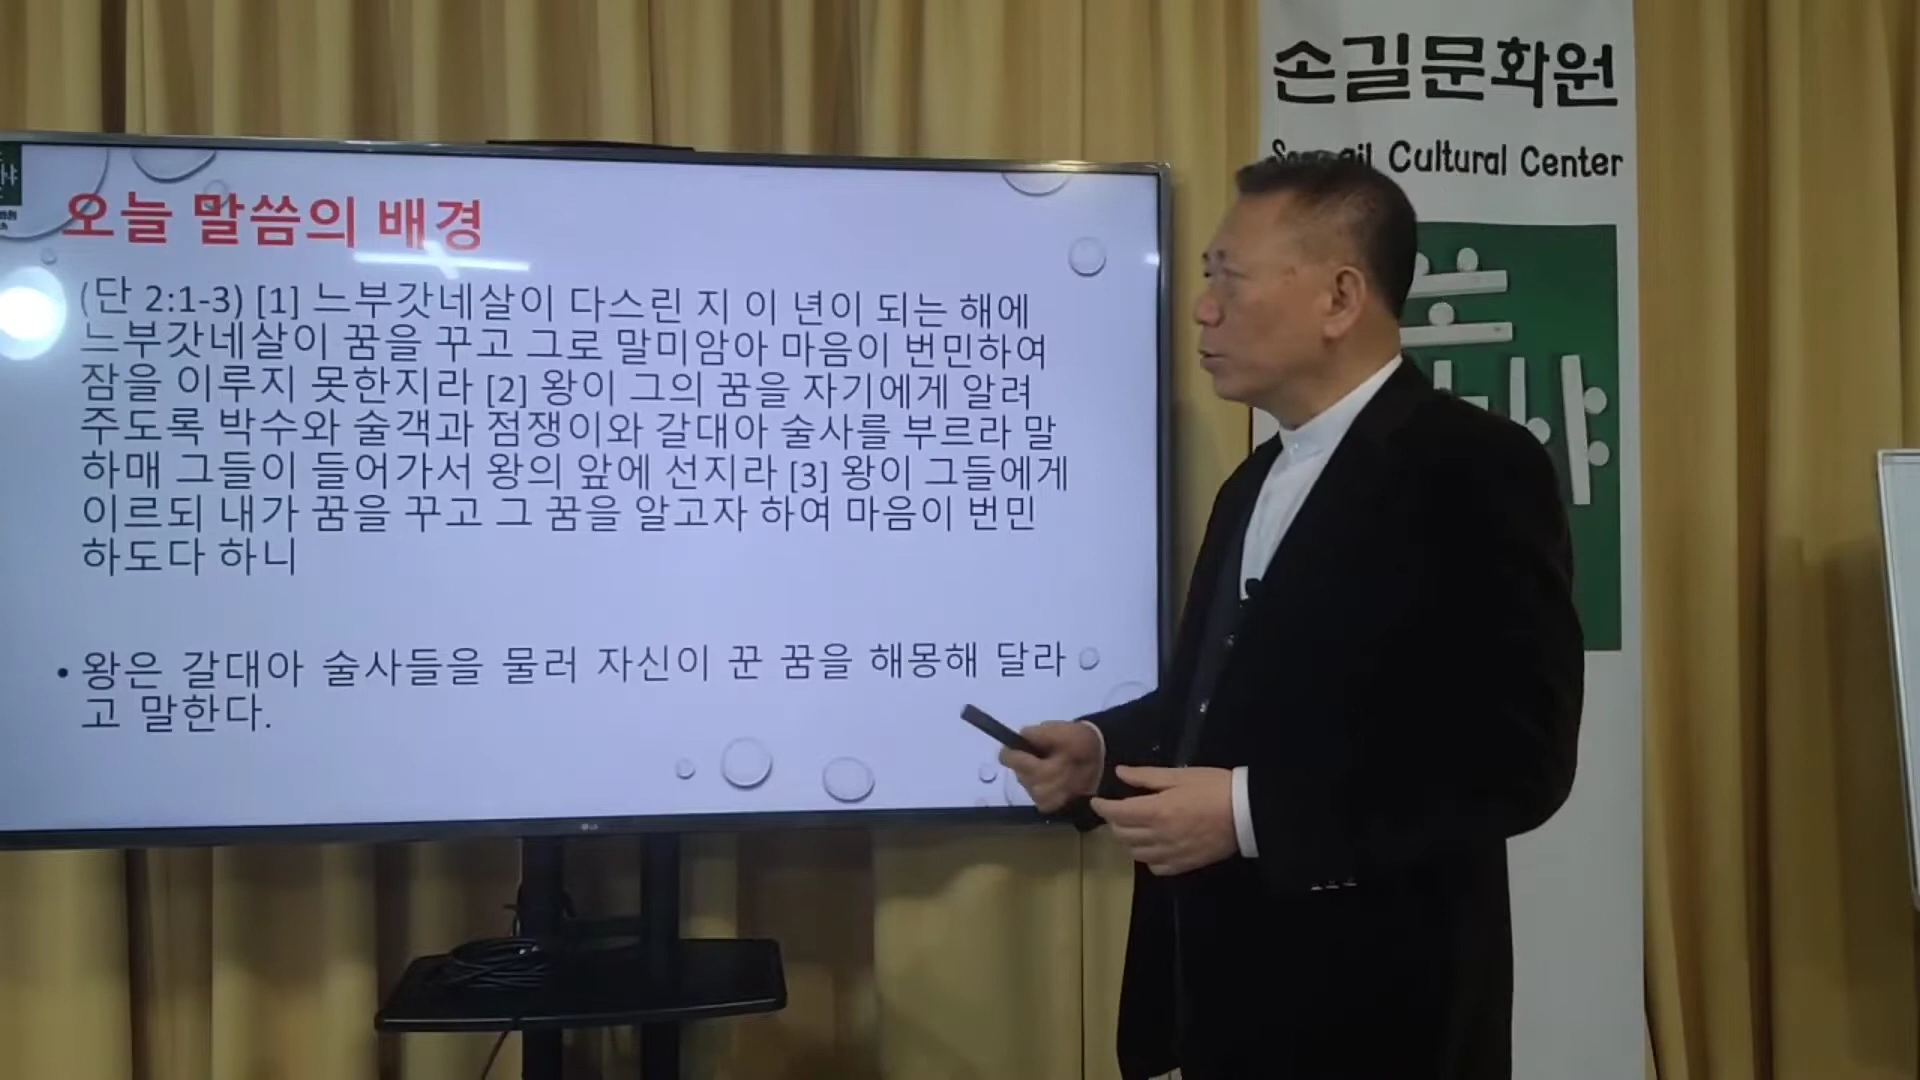 손길문화원
Cultural Center
오늘 말씀의 배경
(단 2:1-3) [1] 느부갓네살이 다스린 지 이 년이 되는 해에
느부갓네살이 꿈을 꾸고 그로 말미암아 마음이 번민하여
잠을 이루지 못한지라 [2] 왕이 그의 꿈을 자기에게 알려
주도록 박수와 술객과 점쟁이와 갈대아 술사를 부르라 말
하매 그들이 들어가서 왕의 앞에 선지라 [3] 왕이 그들에게
이르되 내가 꿈을 꾸고 그 꿈을 알고자 하여 마음이 번민
하도다 하니
• 왕은 갈대아 술사들을 물러 자신이 꾼 꿈을 해몽해 달라
고 말한다.
LG